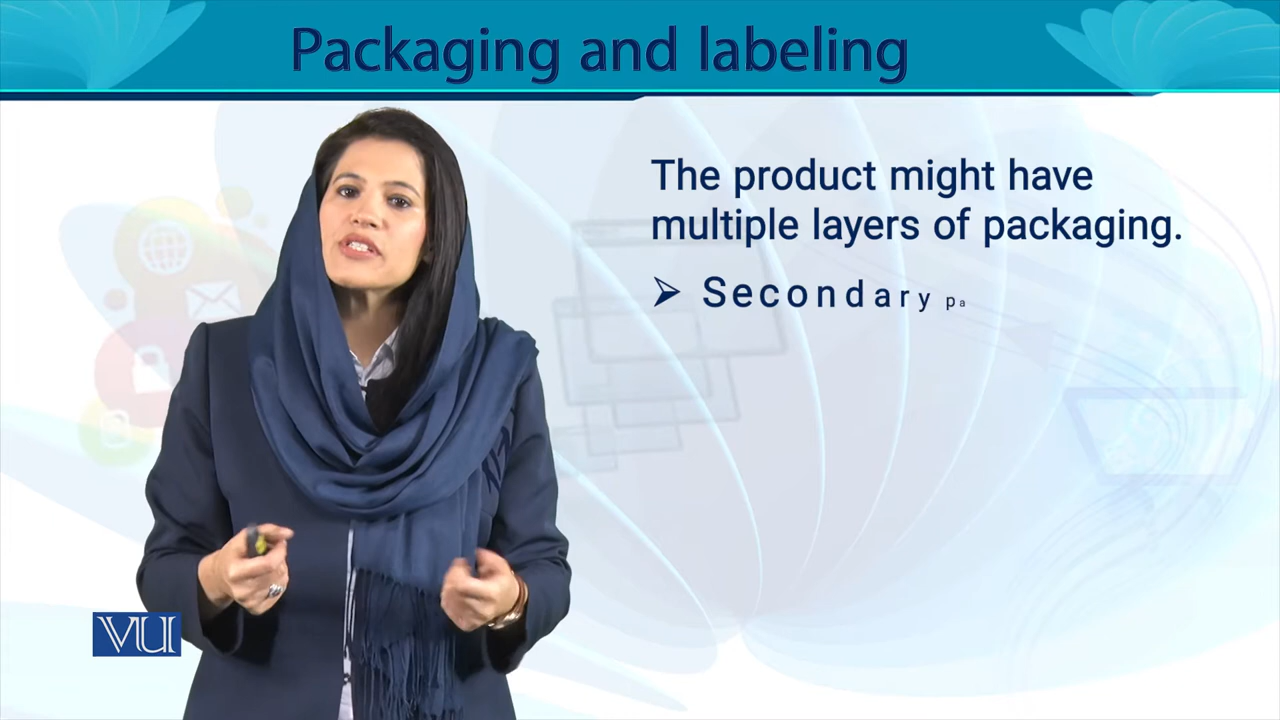 Packaging and labeling
The product might have
multiple layers of packaging.
➢ Secondary pa
VU